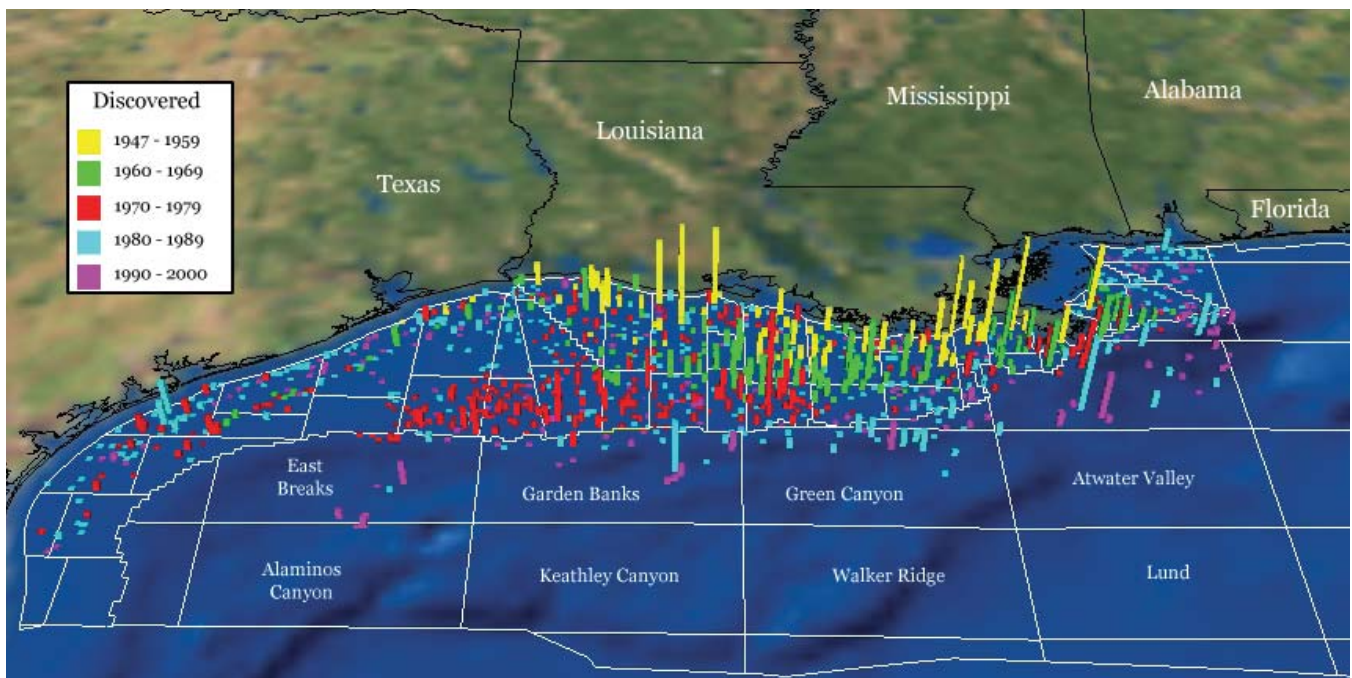 Discovered
1947 - 1959
1960 - 1969
1970 - 1979
1980 - 1989
1990 - 2000
Texas
Louisiana
Mississippi
Alabama
Florida
East
Breaks
Garden Banks
Green Canyon
Atwater Valley
Alaminos
Canyon
Keathley Canyon
Walker Ridge
Lund